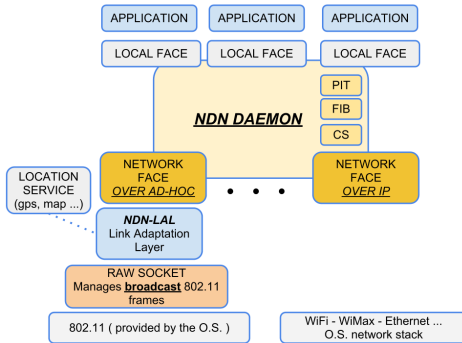 APPLICATION APPLICATION APPLICATION
LOCAL FACE LOCAL FACE LOCAL FACE
PIT
NDN DAEMON
FIB
CS
NETWORK
FACE
OVER AD-HOC
• • •
NETWORK
FACE
OVER IP
LOCATION
SERVICE
(gps, map ...)
NDN-LAL
Link Adaptation
Layer
RAW SOCKET
Manages broadcast 802.11
frames
802.11 ( provided by the O.S. )
WiFi - WiMax - Ethernet ...
O.S. network stack